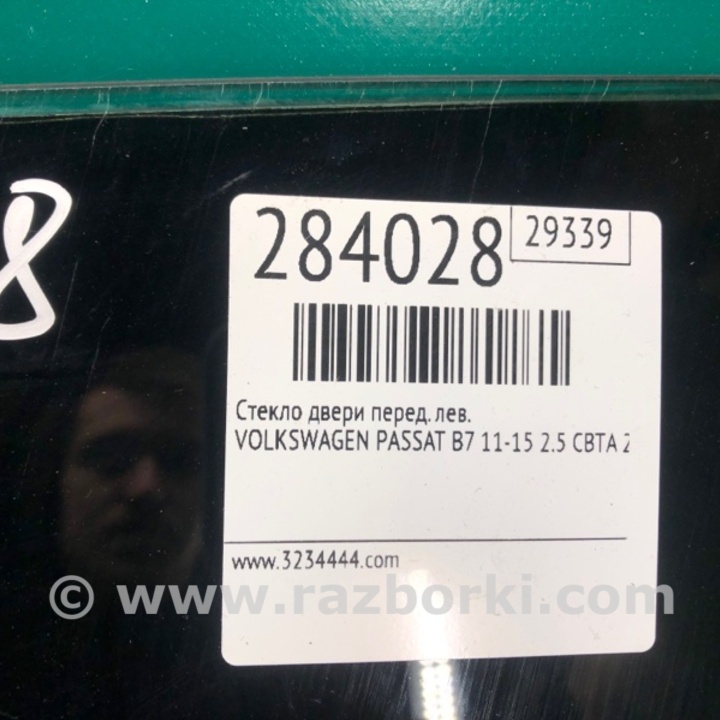 8
284028
29339
Стекло двери перед. лев.
VOLKSWAGEN PASSAT B7 11-15 2.5 CBTA 2
www.3234444.com
© www.razborki.com